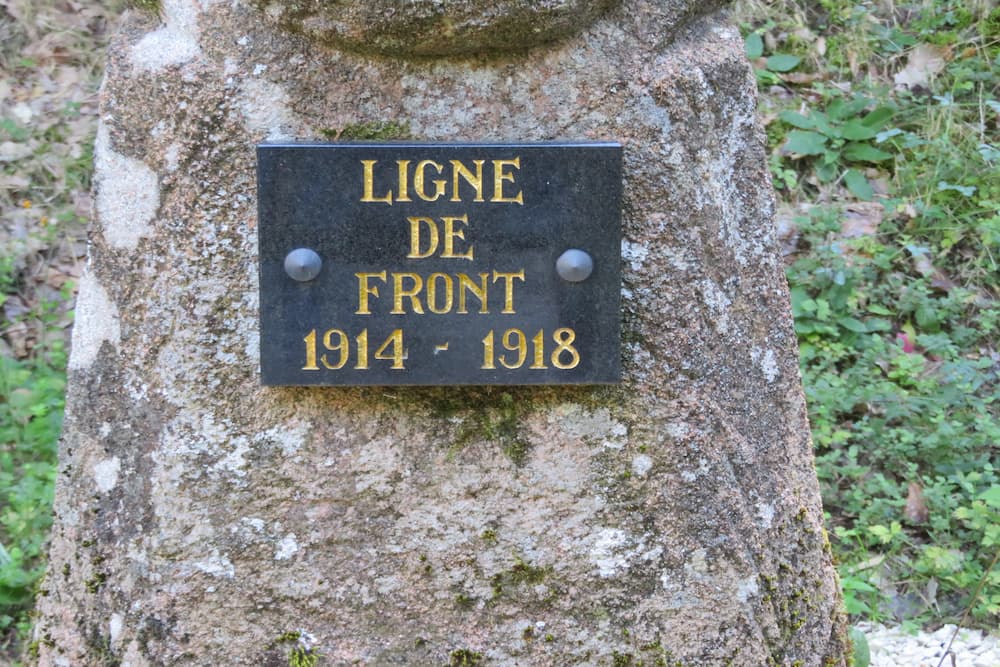 LIGNE
DE
FRONT
1914 - 1918